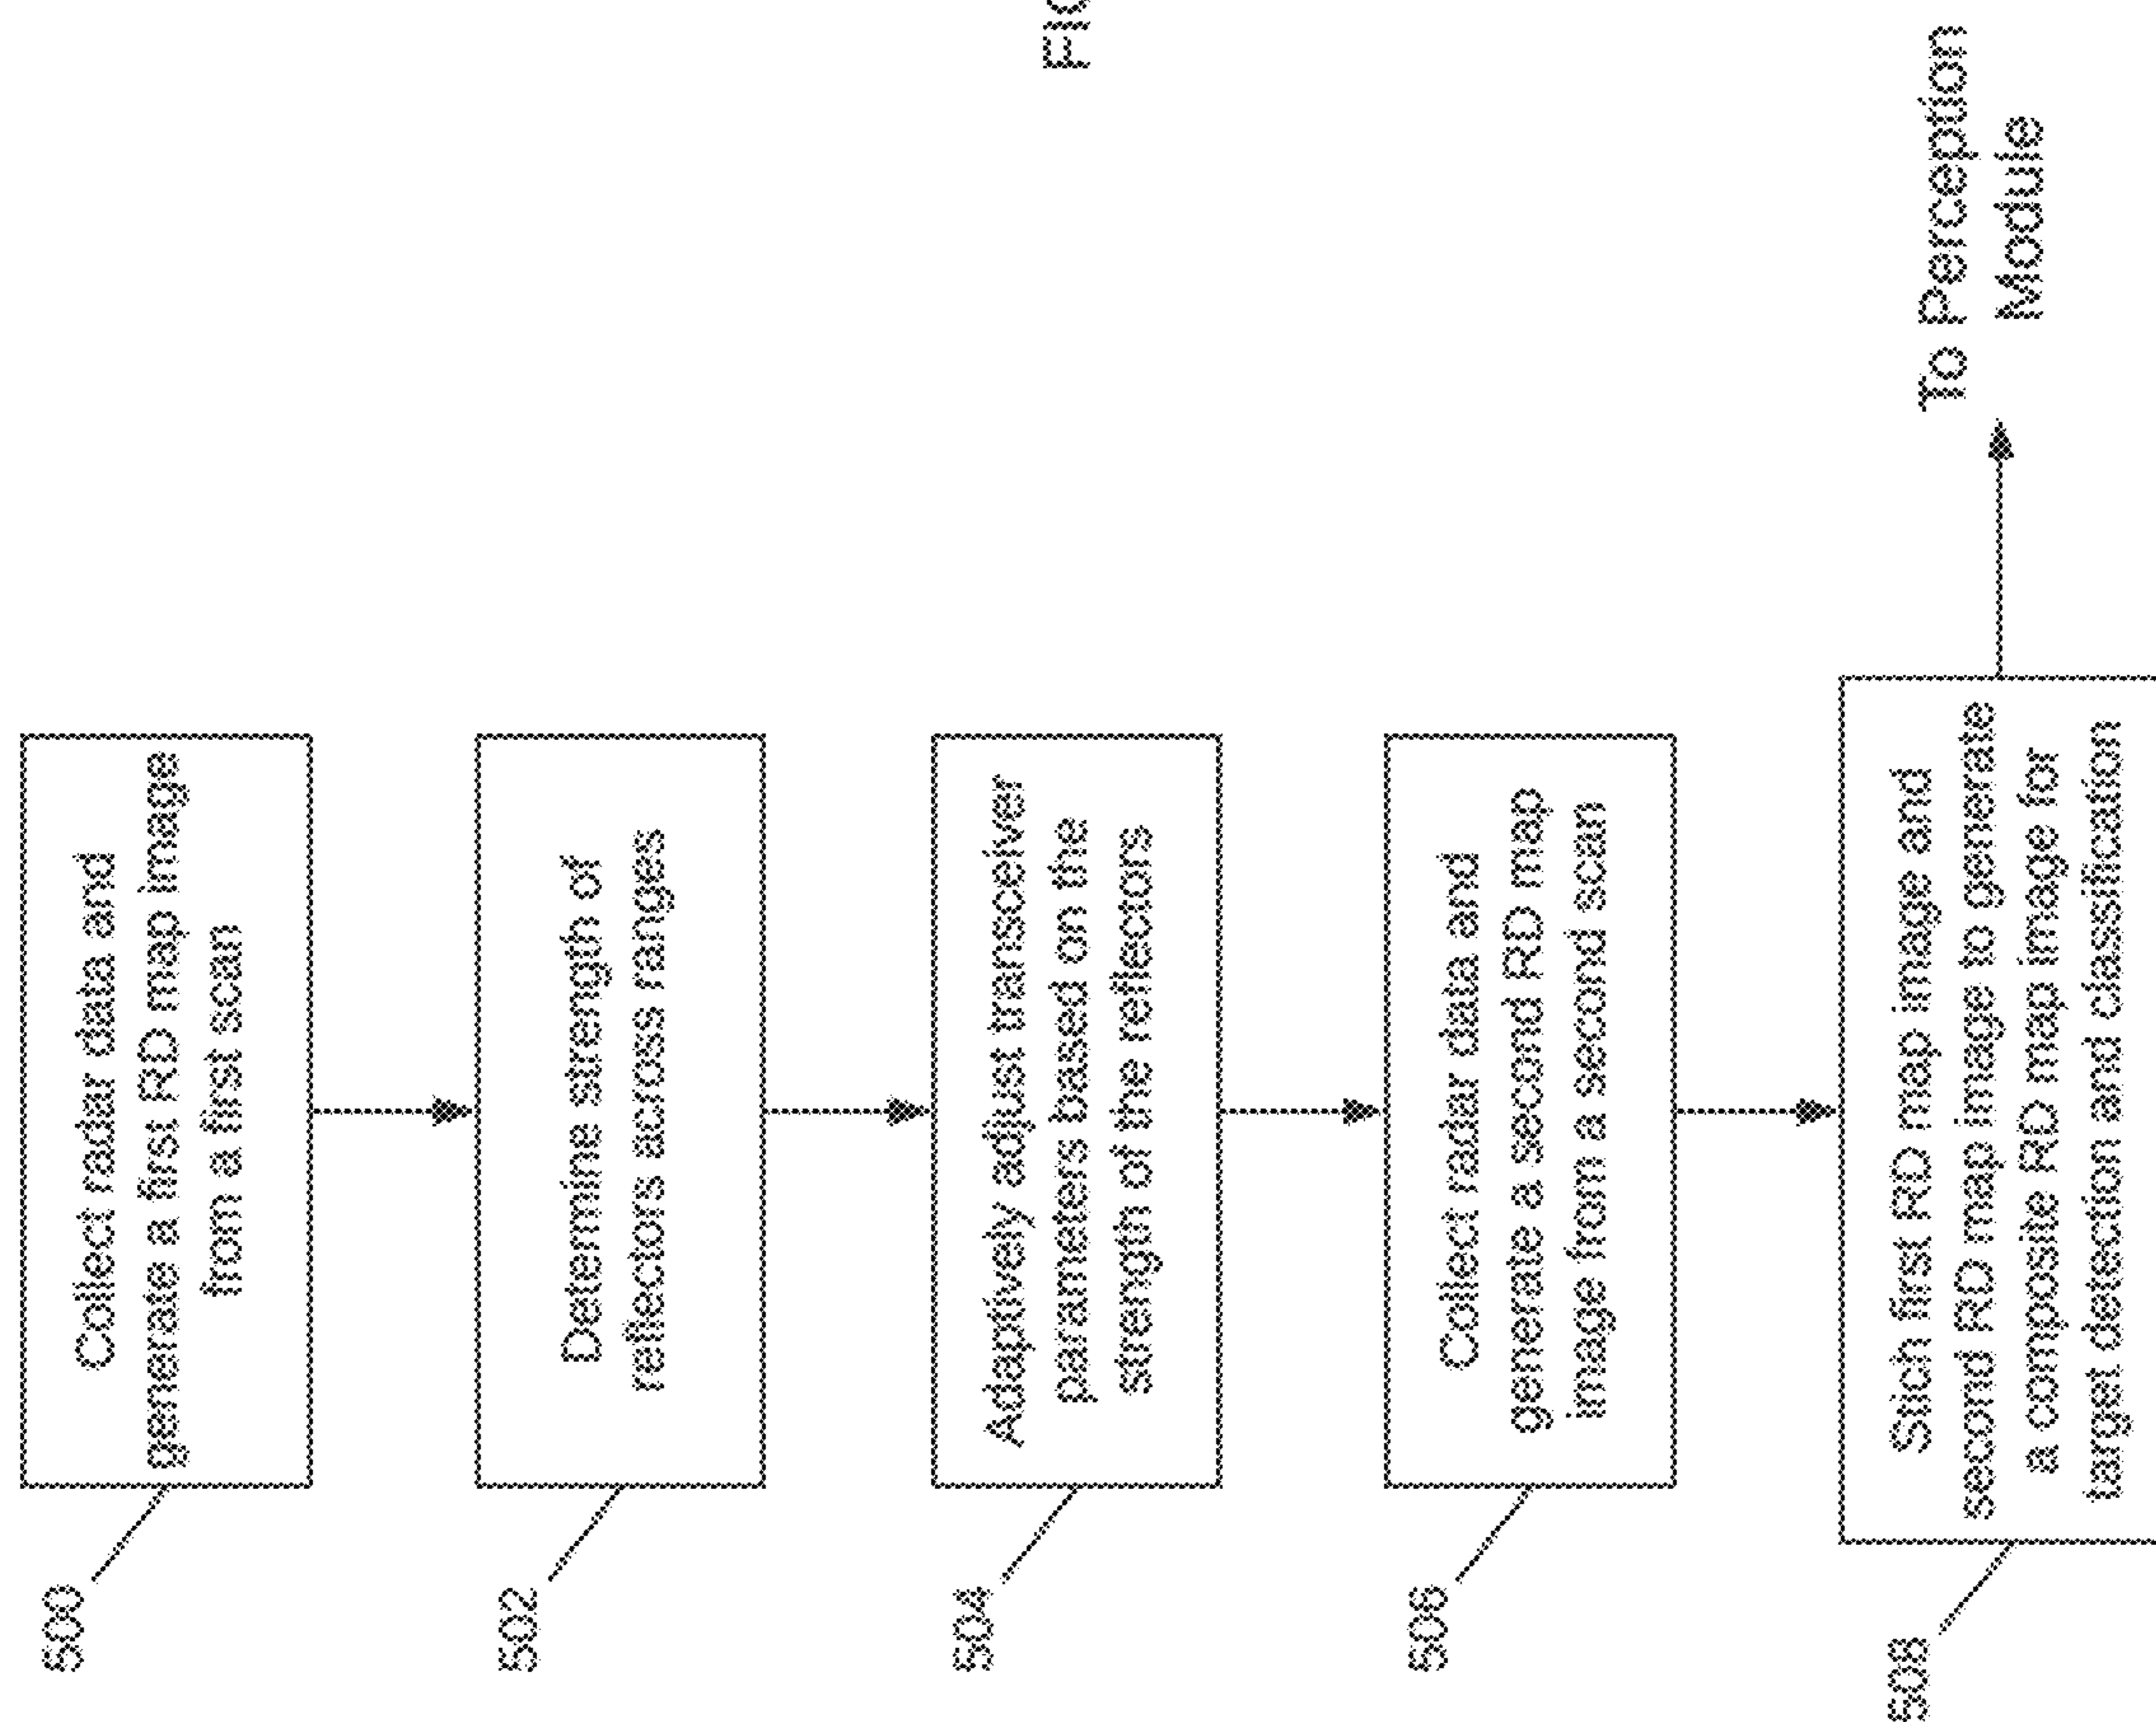 500
Collect radar data and
generate a first RD map image
from a first scan
502
Determine strength of
reflectors across ranges
504
Adaptively adjust transceiver
parameters based on the
strength of the reflectors
506
Collect radar data and
generate a second RD map
image from a second scan
508
Stich first RD map image and
second RD map image to generate
a composite RD map image for
target detection and classification
To Perception
Module